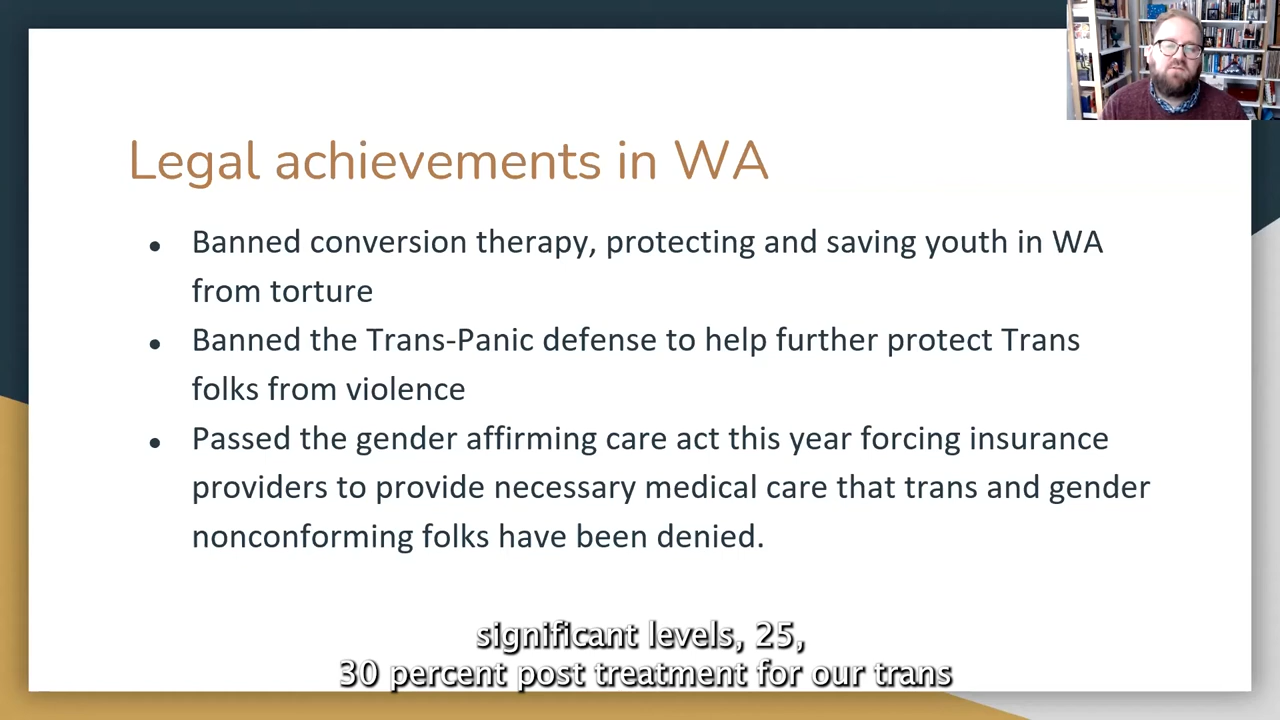 Legal achievements in WA
● Banned conversion therapy, protecting and saving youth in WA
from torture
● Banned the Trans-Panic defense to help further protect Trans
folks from violence
● Passed the gender affirming care act this year forcing insurance
providers to provide necessary medical care that trans and gender
nonconforming folks have been denied.
significant levels, 25,
30 percent post treatment for our trans